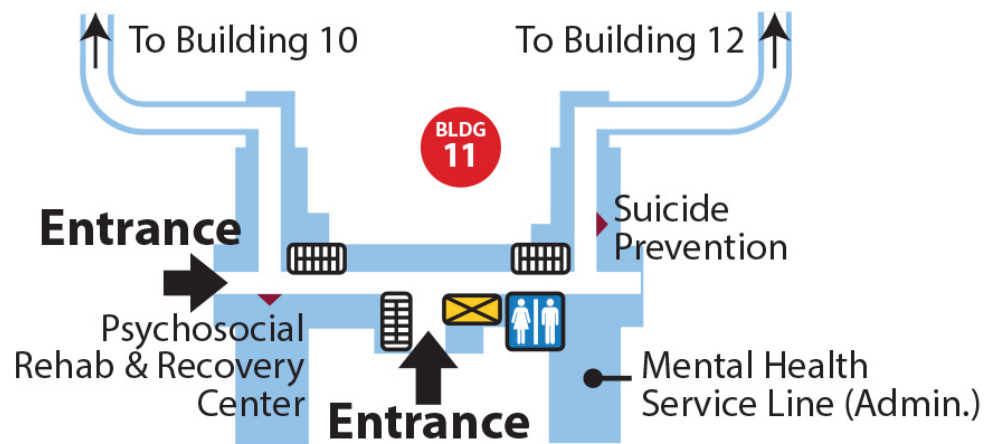 To Building 10
To Building 12
BLDG
11
Suicide
Prevention
Entrance
Psychosocial
Rehab & Recovery
Center
Mental Health
Service Line (Admin.)
Entrance